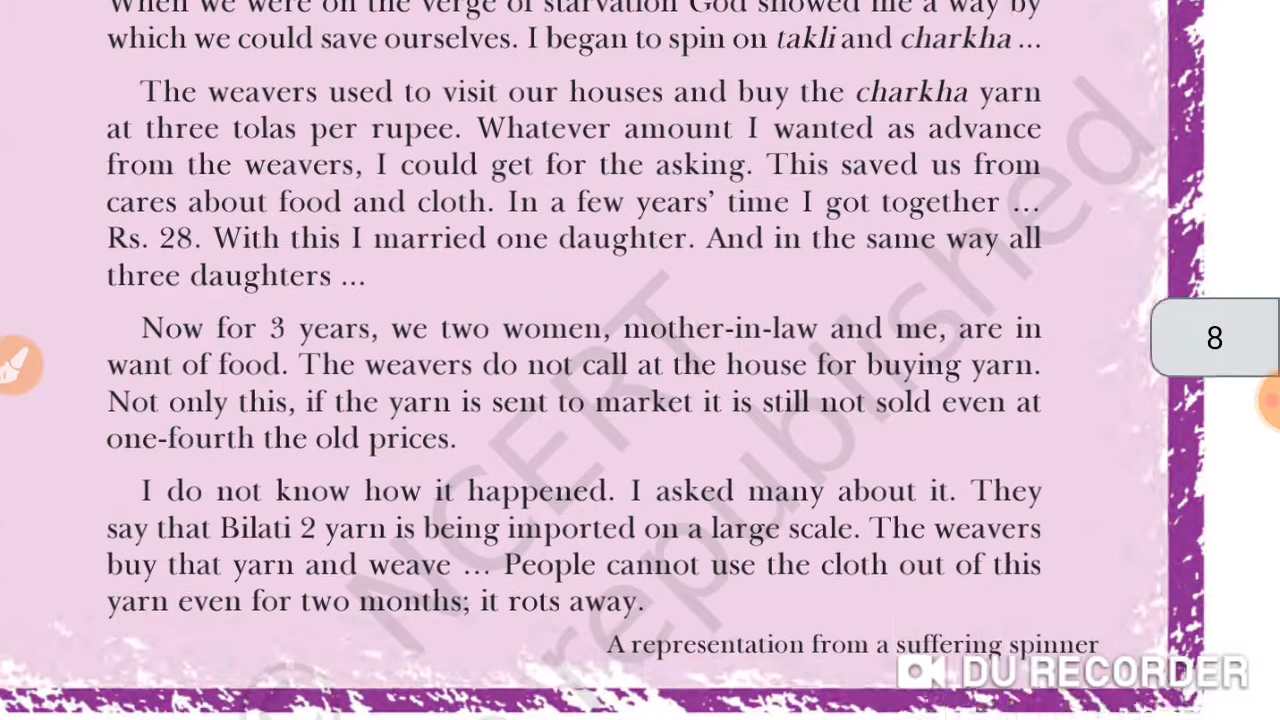 When we were on the verge of starvation God showed me a way by
which we could save ourselves. I began to spin on takli and charkha ...
The weavers used to visit our houses and buy the charkha yarn
at three tolas per rupee. Whatever amount I wanted as advance
from the weavers, I could get for the asking. This saved us from
cares about food and cloth. In a few years’ time I got together ...
Rs. 28. With this I married one daughter. And in the same way all
three daughters ...
Now for 3 years, we two women, mother-in-law and me, are in
want of food. The weavers do not call at the house for buying yarn.
Not only this, if the yarn is sent to market it is still not sold even at
one-fourth the old prices.
I do not know how it happened. I asked many about it. They
say that Bilati 2 yarn is being imported on a large scale. The weavers
buy that yarn and weave ... People cannot use the cloth out of this
yarn even for two months; it rots away.
A representation from a suffering spinner
8
© NCERT
republished
DU RECORDER